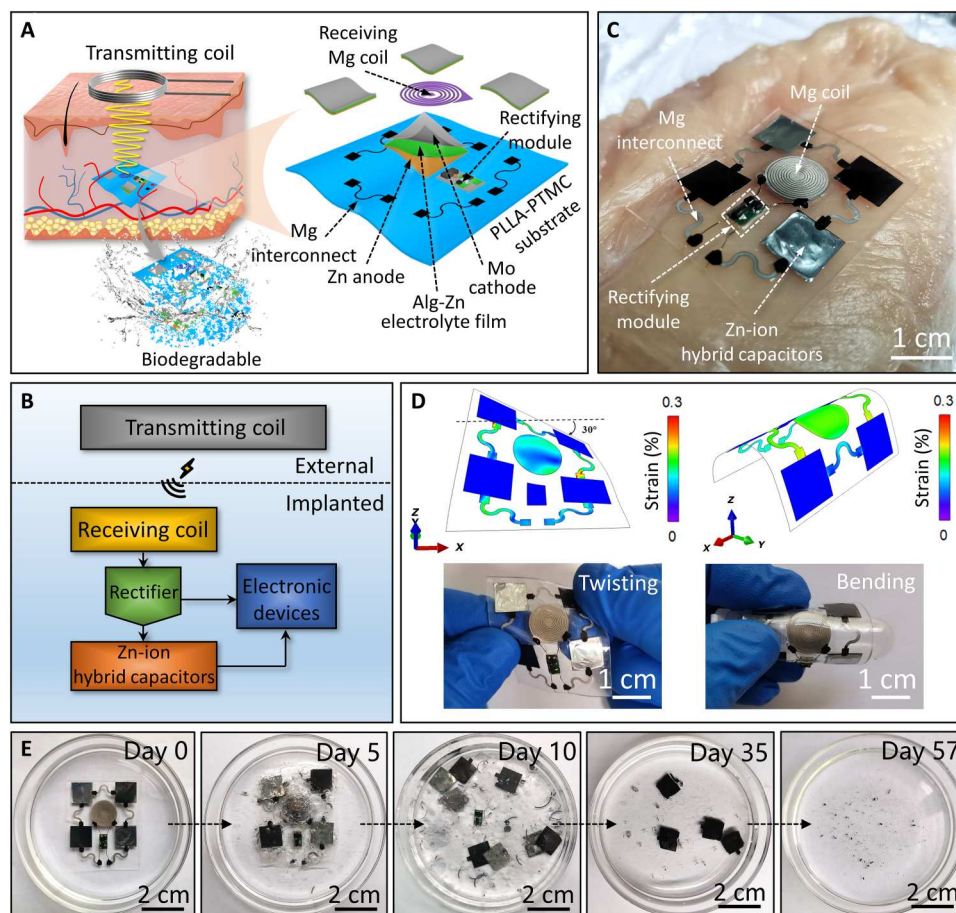 A
Transmitting coil
Biodegradable
Receiving
Mg coil
Rectifying
module
PLLA-PTMC
substrate
Mg
interconnect
Zn anode
Mo
cathode
Alg-Zn
electrolyte film
C
Mg coil
Mg
interconnect
Rectifying
module
Zn-ion
hybrid capacitors
1 cm
B
Transmitting coil
External
Implanted
Receiving coil
Rectifier
Electronic
devices
Zn-ion
hybrid capacitors
D
30°
0.3
Strain (%)
0
Z
Y
X
0.3
Strain (%)
0
Z
X
Y
Twisting
1 cm
Bending
1 cm
E
Day 0
2 cm
Day 5
2 cm
Day 10
2 cm
Day 35
2 cm
Day 57
2 cm